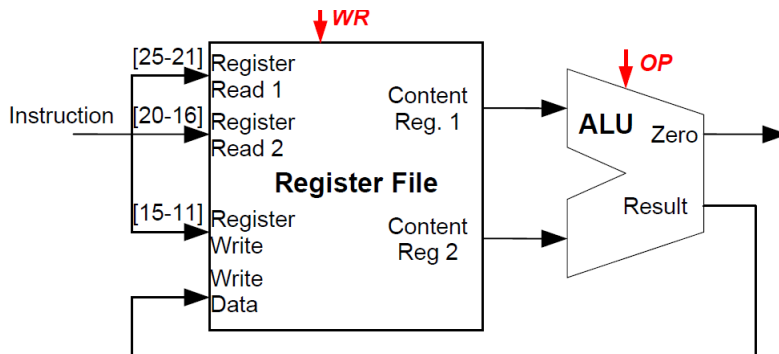 WR
[25-21]
Register
Read 1
OP
Instruction
[20-16]
Register
Read 2
Content
Reg. 1
ALU
Zero
Register File
[15-11]
Register
Write
Content
Reg 2
Result
Write
Data